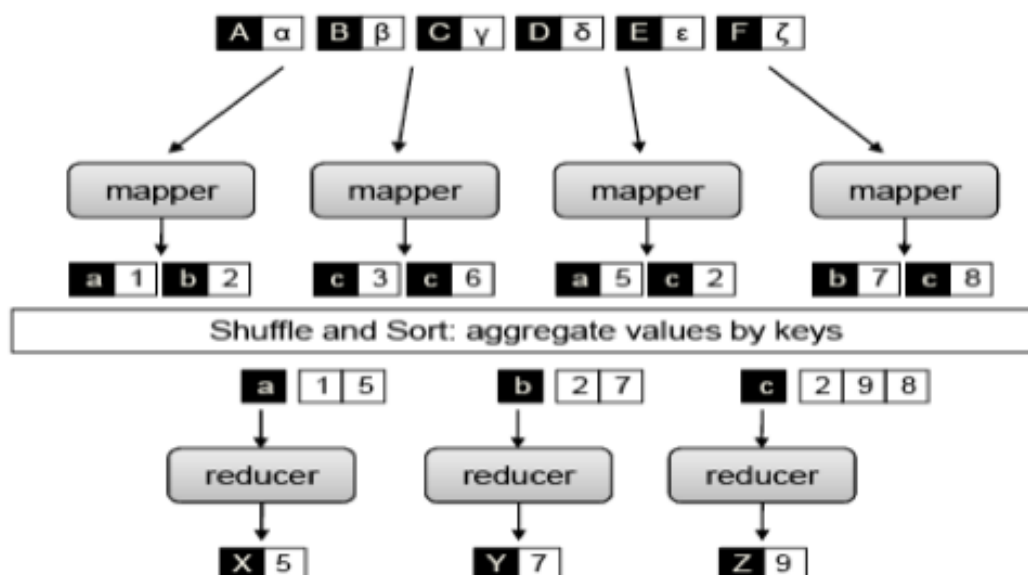 A α B β C γ D δ E ε F ζ
mapper mapper mapper mapper
a 1 b 2 c 3 c 6 a 5 c 2 b 7 c 8
Shuffle and Sort: aggregate values by keys
a 1 5 b 2 7 c 2 9 8
reducer reducer reducer
X 5 Y 7 Z 9